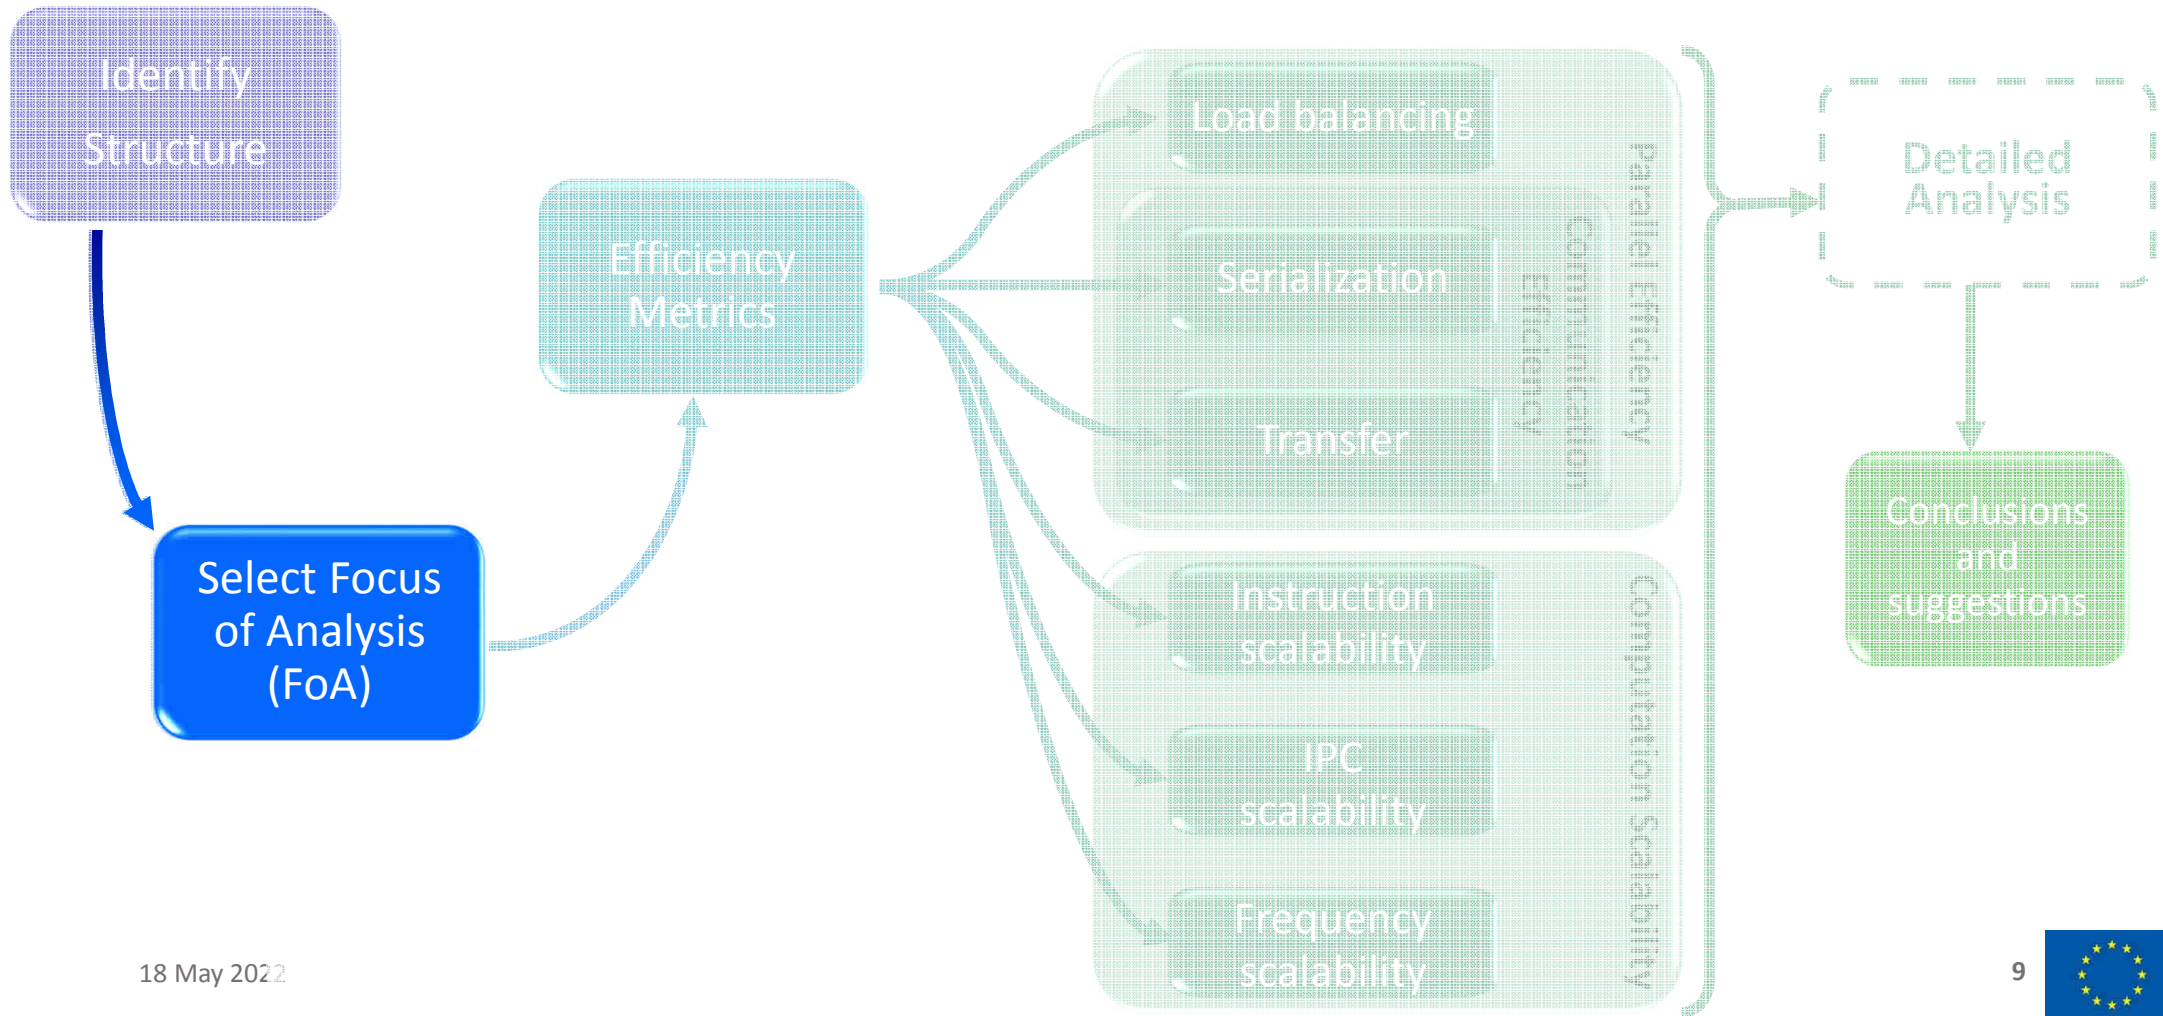 Identify
Structure
Select Focus
of Analysis
(FoA)
Efficiency
Metrics
Load balancing
Serialization
Transfer
Communication
Efficiency
Parallel Efficiency
Instruction
scalability
IPC
scalability
Frequency
scalability
Computation Scalability
Detailed
Analysis
Conclusions
and
suggestions
18 May 2022
9